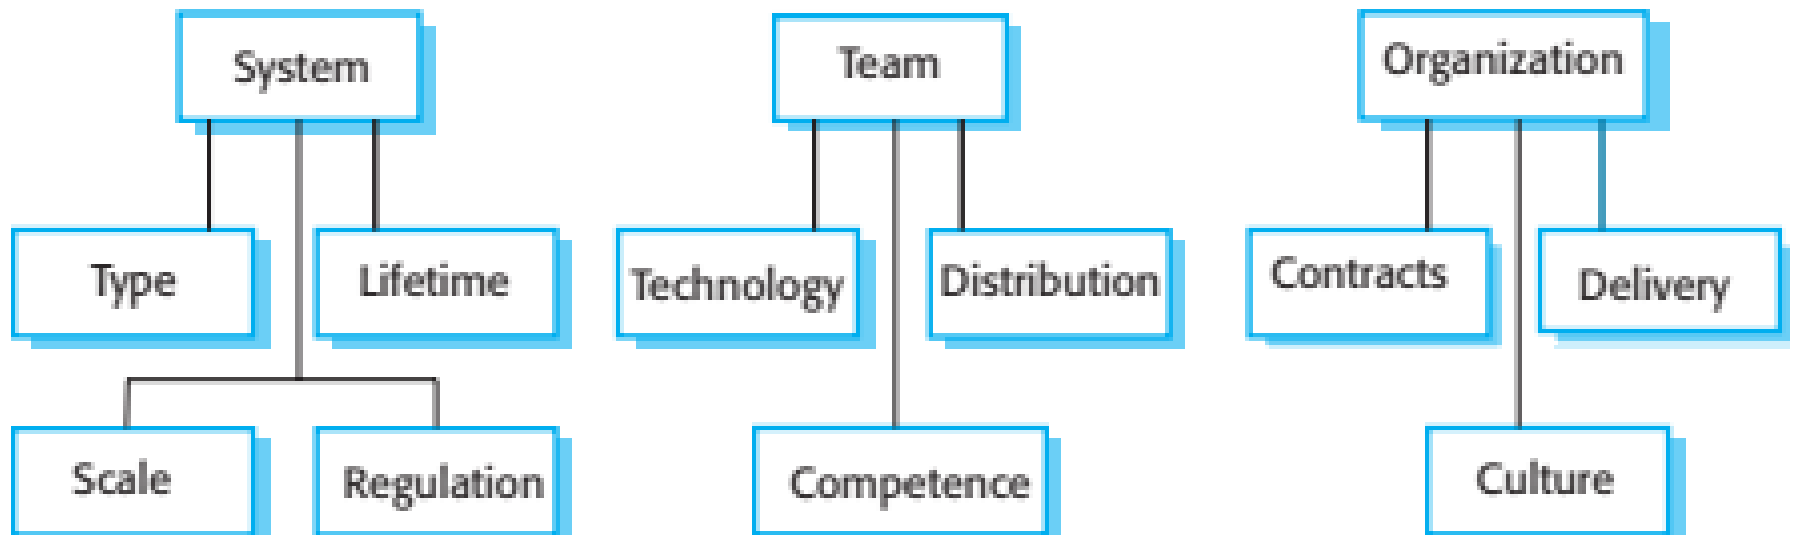 System
Team
Organization
Type
Lifetime
Technology
Distribution
Contracts
Delivery
Scale
Regulation
Competence
Culture